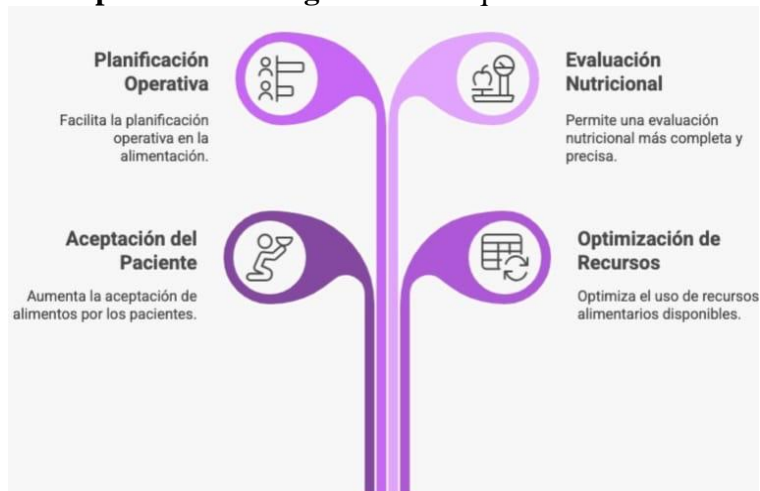 Planificación
Operativa
Facilita la planificación
operativa en la
alimentación.
Evaluación
Nutricional
Permite una evaluación
nutricional más completa y
precisa.
Aceptación del
Paciente
Aumenta la aceptación de
alimentos por los pacientes.
Optimización de
Recursos
Optimiza el uso de recursos
alimentarios disponibles.